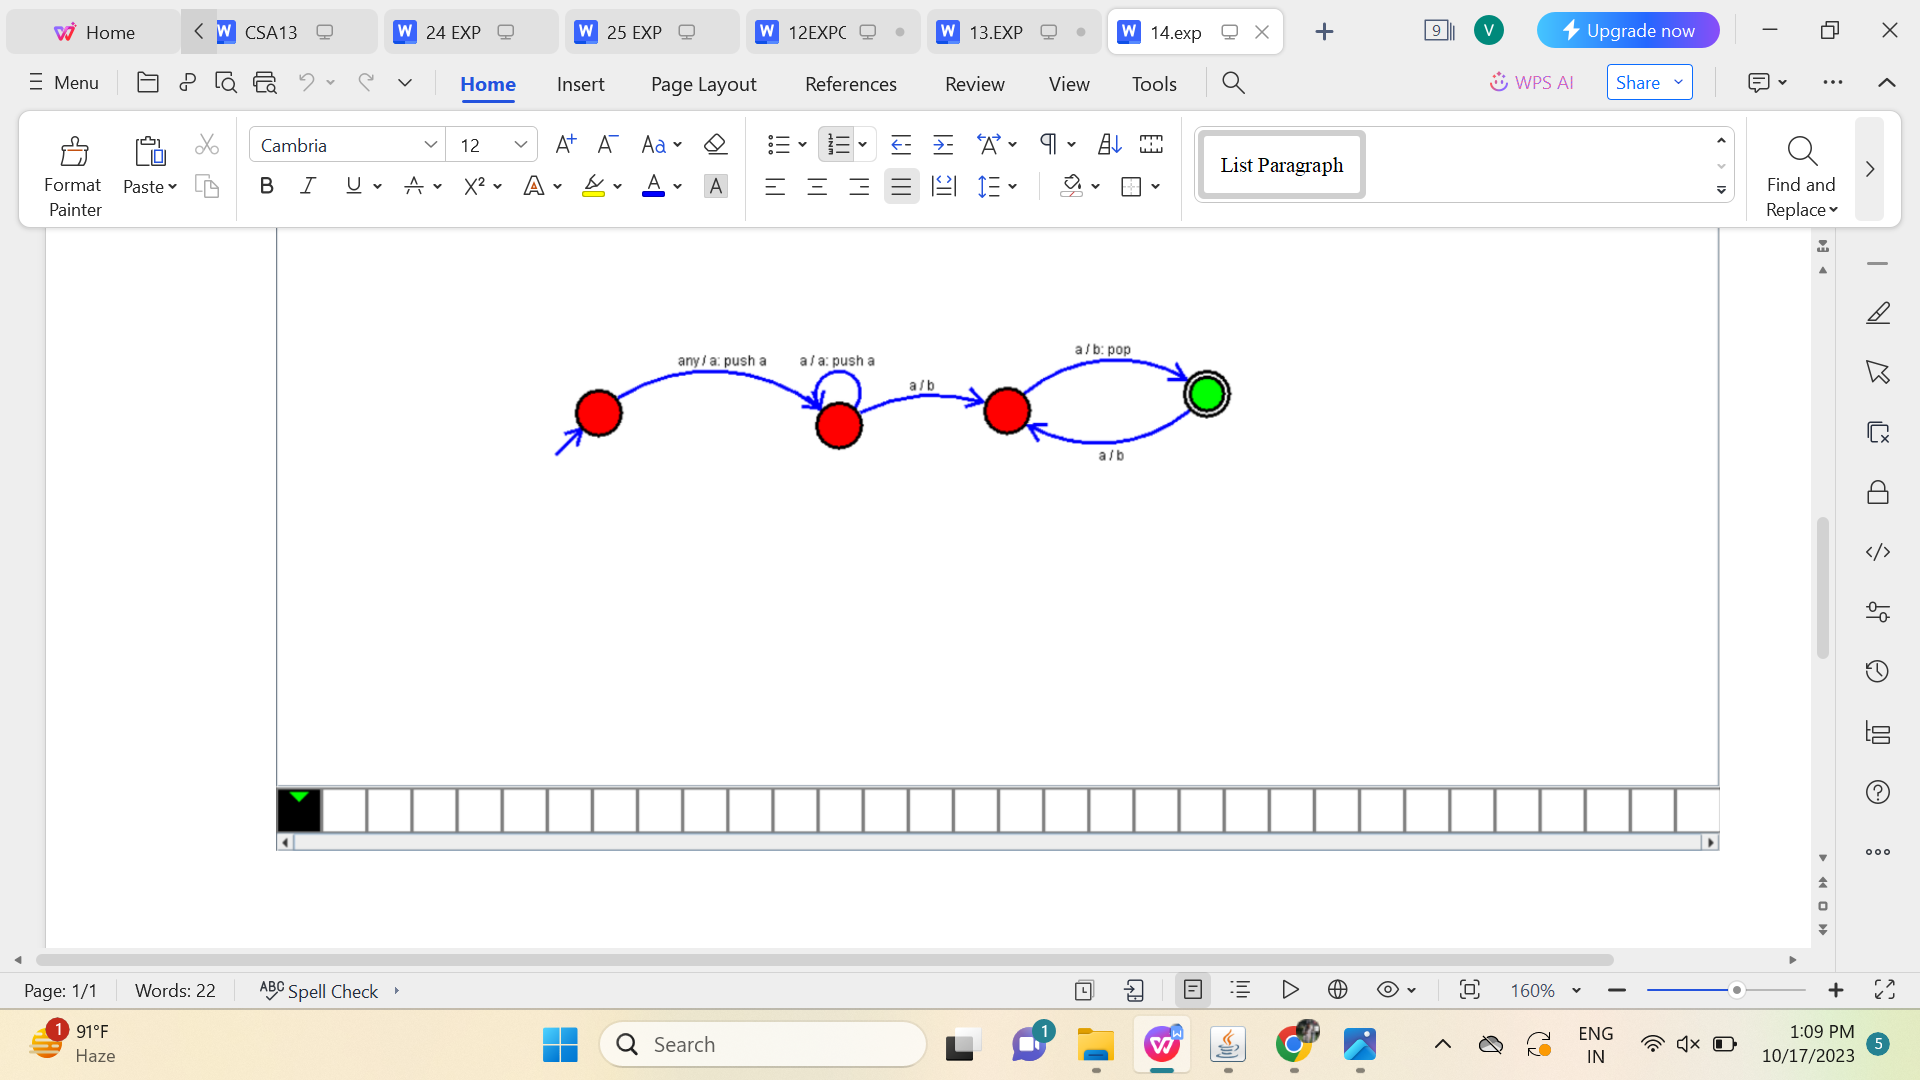 Home
CSA13
24 EXP
25 EXP
12EXPC
13.EXP
14.exp
9
V
Upgrade now
Menu
Home
Insert
Page Layout
References
Review
View
Tools
WPS AI
Share
Format
Painter
Paste
Cambria
12
List Paragraph
Find and
Replace
any / a: push a
a / a: push a
a / b
a / b: pop
a / b
Page: 1/1
Words: 22
Spell Check
160%
1
91°F
Haze
Search
1
ENG
IN
1:09 PM
10/17/2023
5